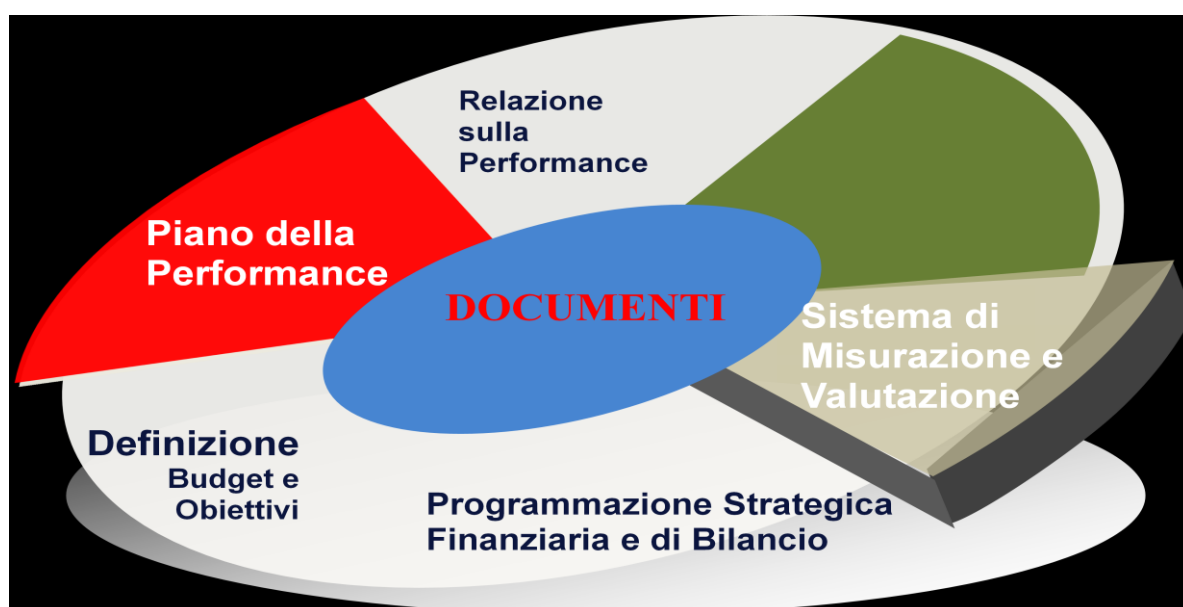 Relazione
sulla
Performance
Piano della
Performance
DOCUMENTI
Sistema di
Misurazione e
Valutazione
Definizione
Budget e
Obiettivi
Programmazione Strategica
Finanziaria e di Bilancio